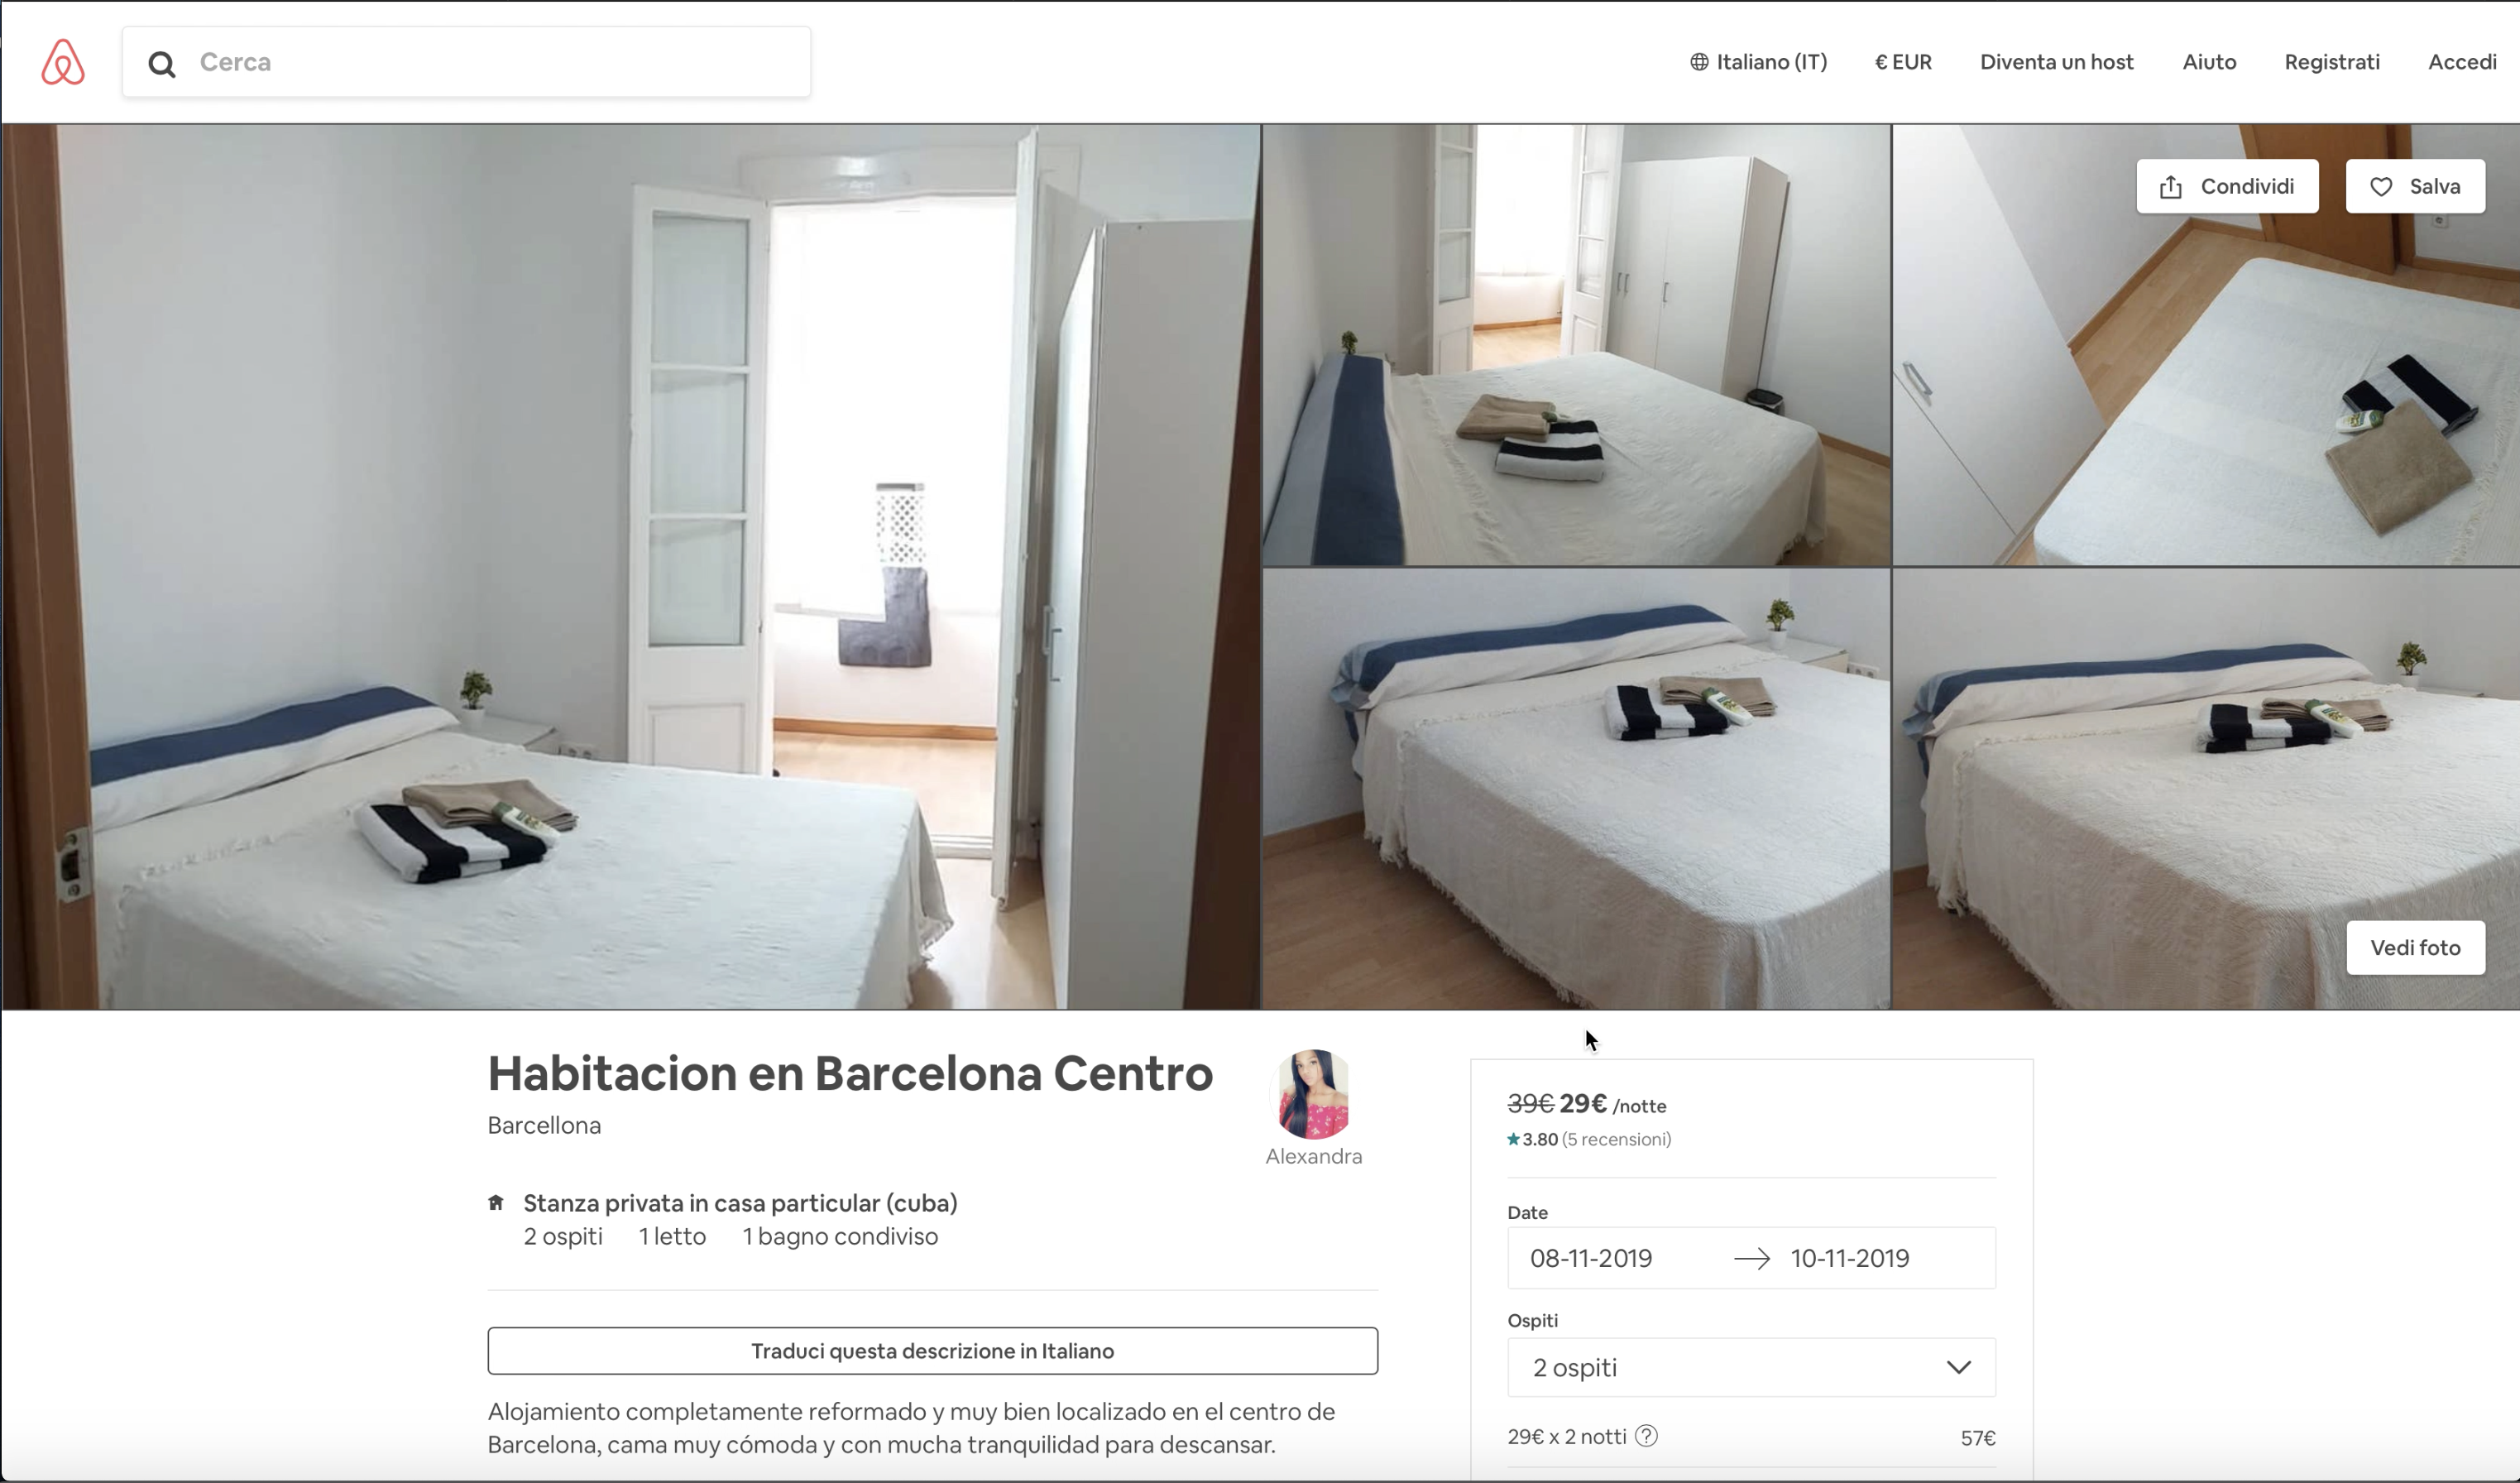 Cerca
Italiano (IT)
€ EUR
Diventa un host
Aiuto
Registrati
Accedi
Condividi
Salva
Vedi foto
Habitacion en Barcelona Centro
Barcellona
Alexandra
Stanza privata in casa particular (cuba)
2 ospiti 1 letto 1 bagno condiviso
Traduci questa descrizione in Italiano
Alojamiento completamente reformado y muy bien localizado en el centro de
Barcelona, cama muy cómoda y con mucha tranquilidad para descansar.
39€ 29€ /notte
★3.80 (5 recensioni)
Date
08-11-2019 → 10-11-2019
Ospiti
2 ospiti
29€ x 2 notti ?
57€